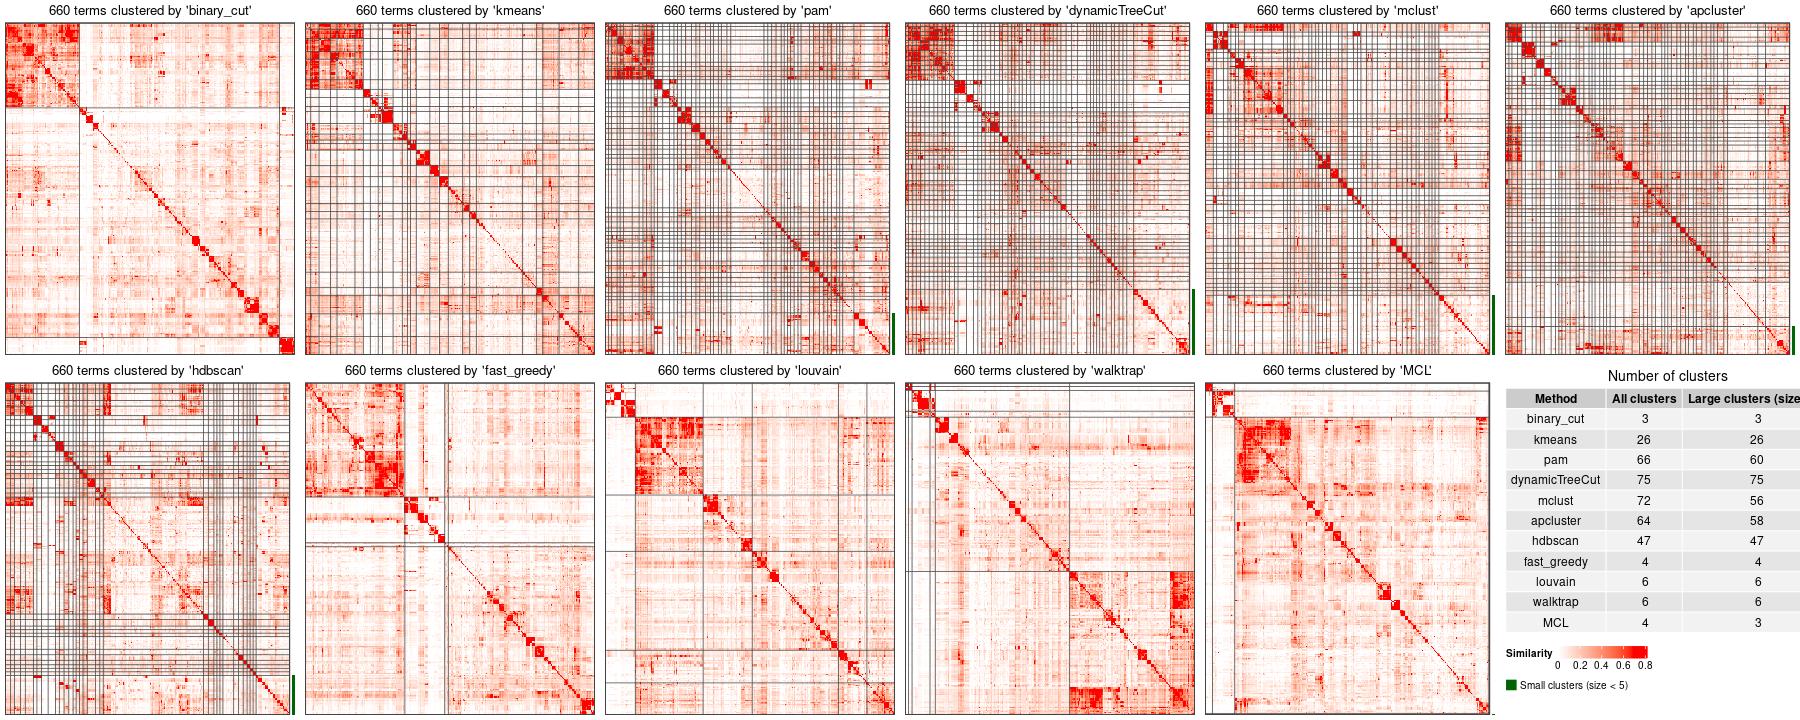 660 terms clustered by 'binary_cut'
660 terms clustered by 'kmeans'
660 terms clustered by 'pam'
660 terms clustered by 'dynamicTreeCut'
660 terms clustered by 'mclust'
660 terms clustered by 'apcluster'
660 terms clustered by 'hdbscan'
660 terms clustered by 'fast_greedy'
660 terms clustered by 'louvain'
660 terms clustered by 'walktrap'
660 terms clustered by 'MCL'
Number of clusters
Method All clusters Large clusters (size
binary_cut 3 3
kmeans 26 26
pam 66 60
dynamicTreeCut 75 75
mclust 72 56
apcluster 64 58
hdbscan 47 47
fast_greedy 4 4
louvain 6 6
walktrap 6 6
MCL 4 3
Similarity
0 0.2 0.4 0.6 0.8
Small clusters (size < 5)